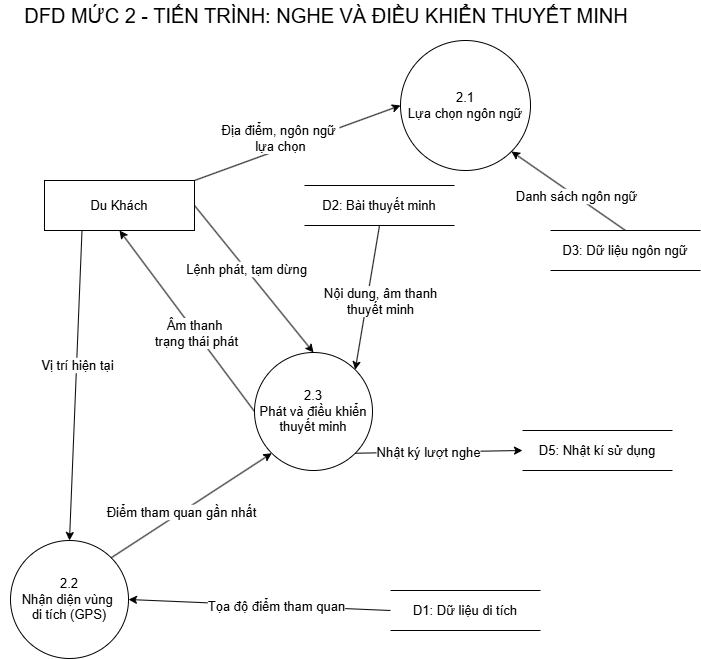 DFD MỨC 2 - TIẾN TRÌNH: NGHE VÀ ĐIỀU KHIỂN THUYẾT MINH
2.1
Lựa chọn ngôn ngữ
Địa điểm, ngôn ngữ
lựa chọn
Danh sách ngôn ngữ
Du Khách
D2: Bài thuyết minh
D3: Dữ liệu ngôn ngữ
Lệnh phát, tạm dừng
Nội dung, âm thanh
thuyết minh
Âm thanh
trạng thái phát
Vị trí hiện tại
2.3
Phát và điều khiển
thuyết minh
Nhật ký lượt nghe
D5: Nhật kí sử dụng
Điểm tham quan gần nhất
2.2
Nhận diện vùng
di tích (GPS)
Tọa độ điểm tham quan
D1: Dữ liệu di tích